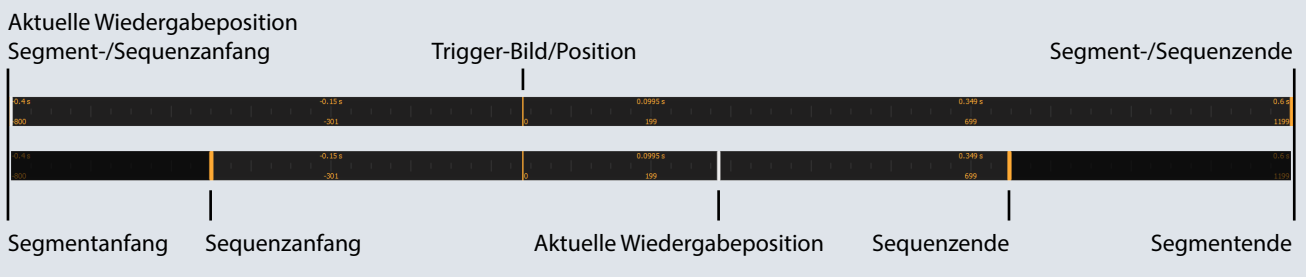 Aktuelle Wiedergabeposition
Segment-/Sequenzanfang Trigger-Bild/Position Segment-/Sequenzende
0.4 s -0.15 s 0.0995 s 0.349 s 0.6 s
800 -301 0 199 699 1199
0.4 s -0.15 s 0.0995 s 0.349 s 0.6 s
800 -301 0 199 699 1199
Segmentanfang Sequenzanfang Aktuelle Wiedergabeposition Sequenzende Segmentende